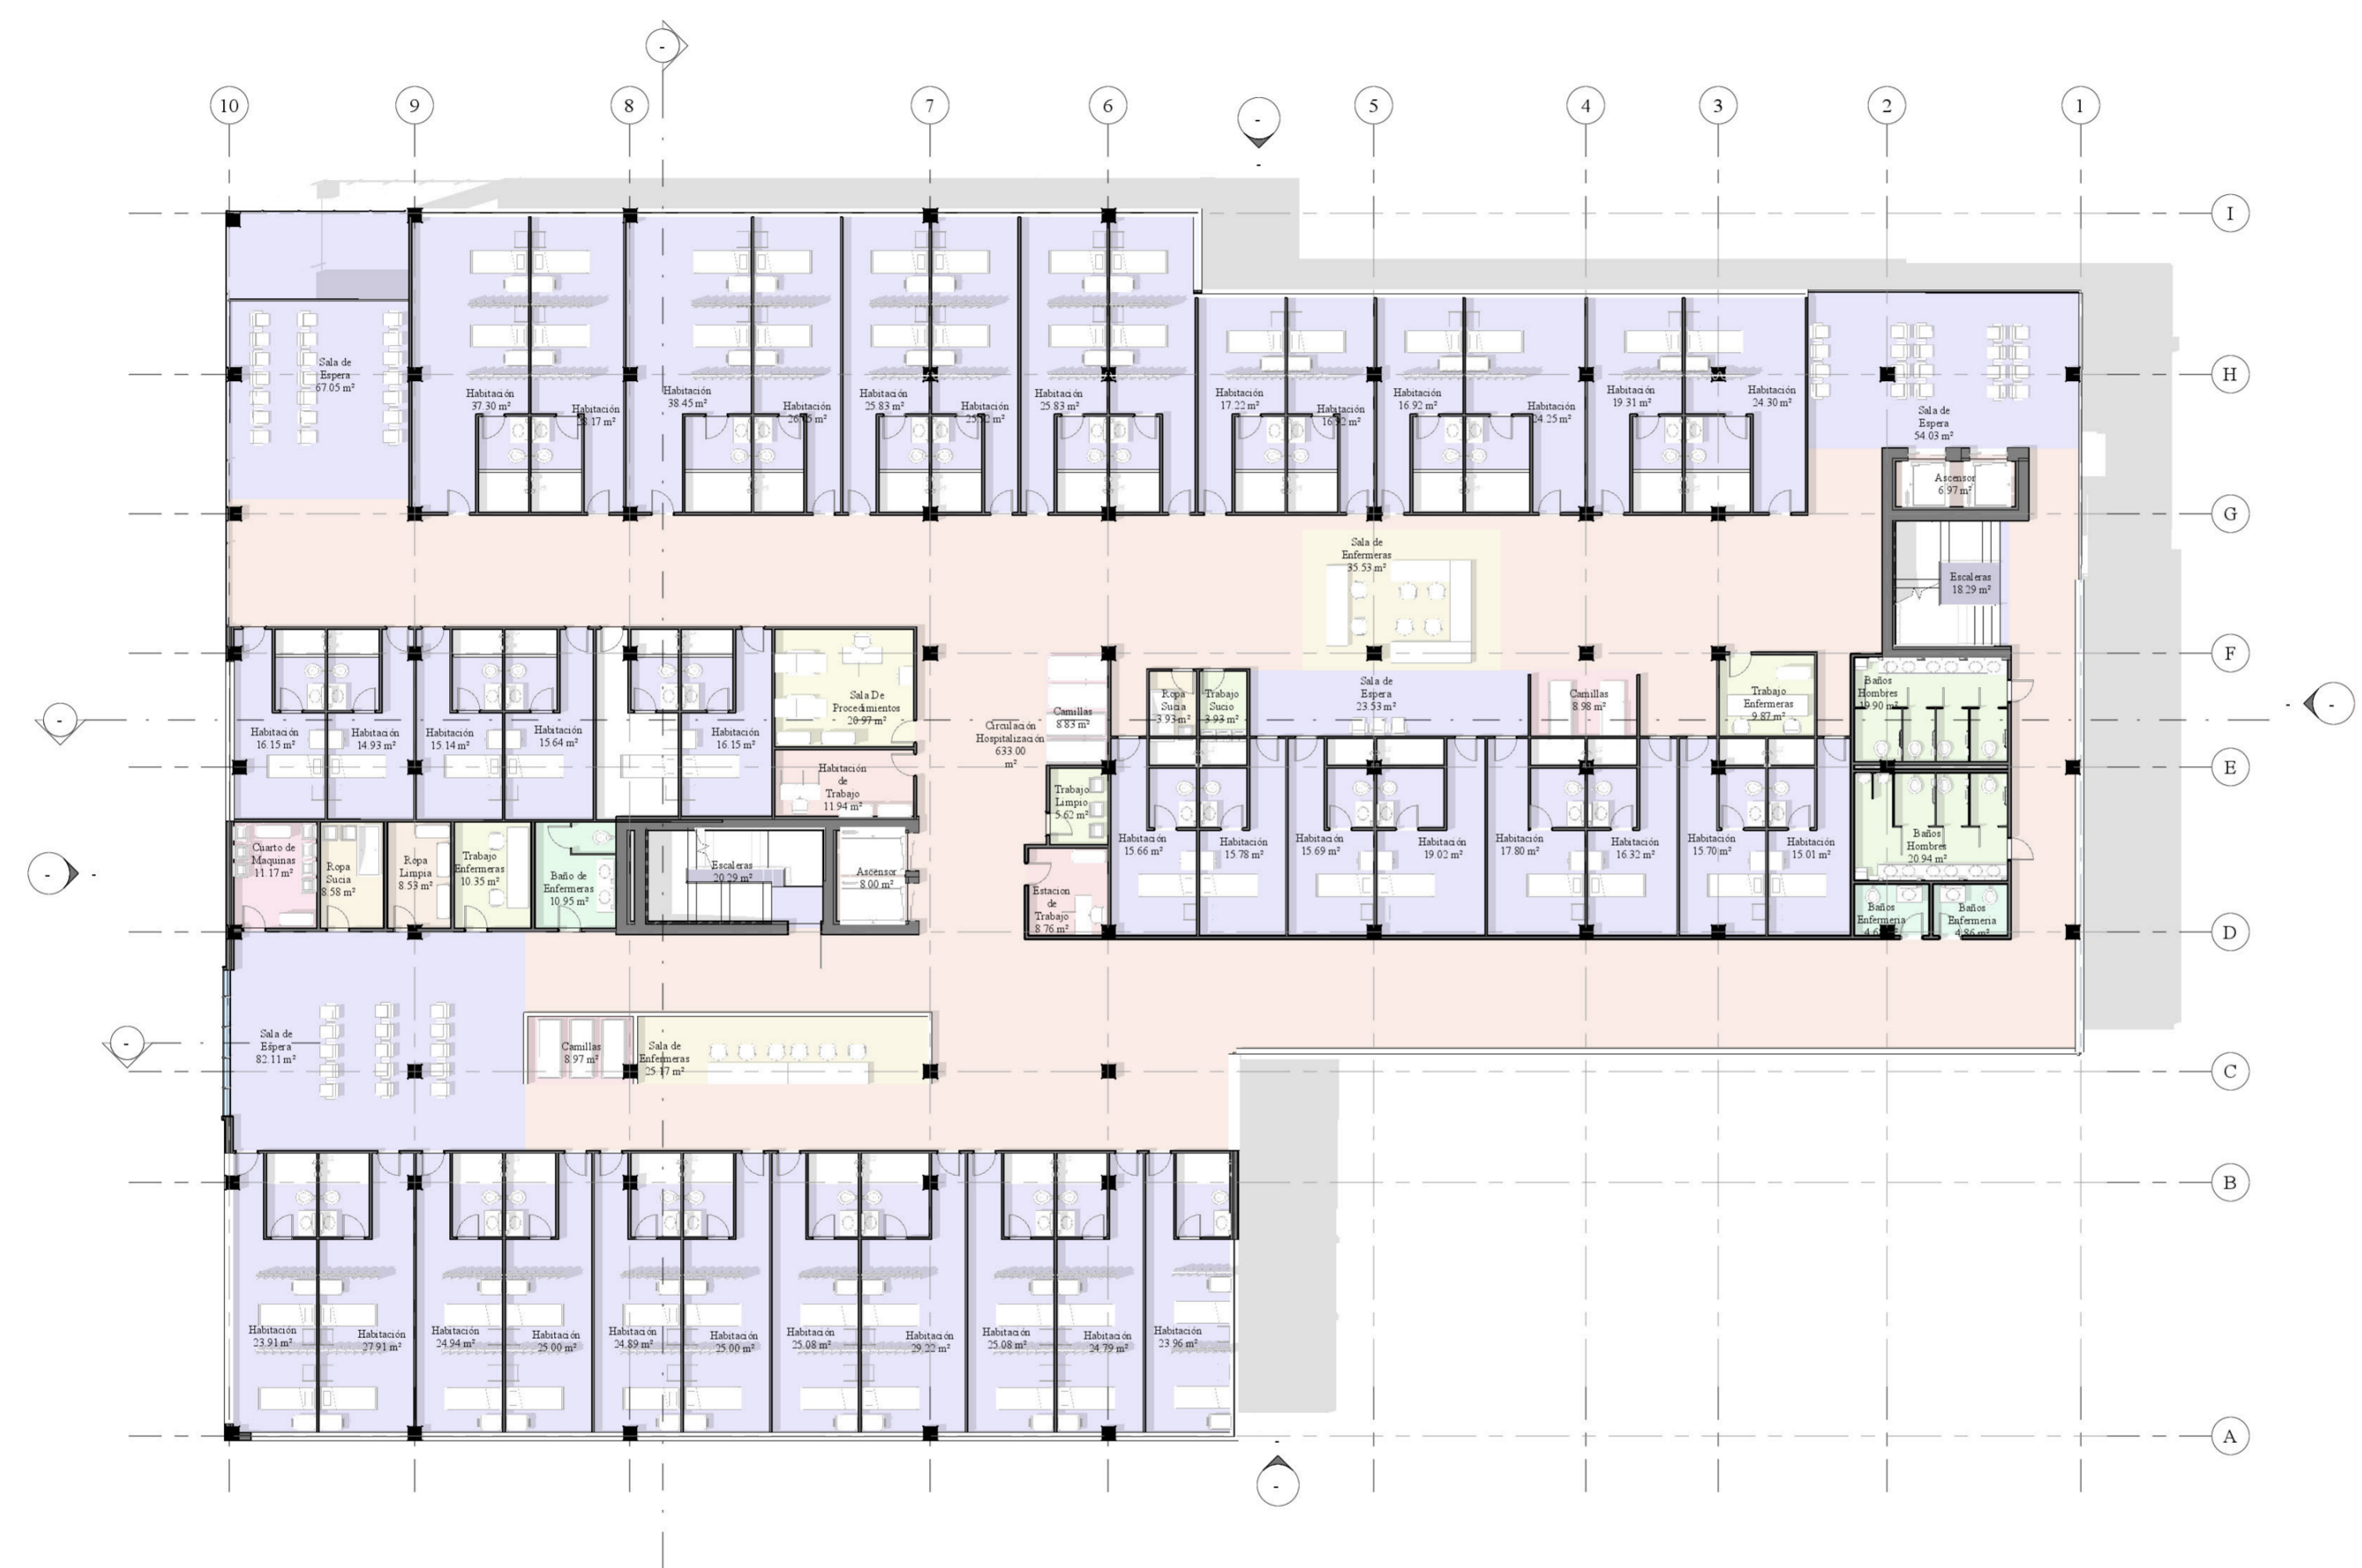 10
9
8
7
6
5
4
3
2
1
I
H
G
F
E
D
C
B
A
Sala de
Espera
67.05 m²
Habitación
37.30 m²
Habitación
Habitación
38.45 m²
Habitación
Habitación
25.83 m²
Habitación
Habitación
25.83 m²
Habitación
17.22 m²
Habitación
Habitación
16.92 m²
Habitación
24.25 m²
Habitación
19.31 m²
Habitación
24.30 m²
Sala de
Espera
54.03 m²
Ascensor
6.97 m²
Sala de
Enfermeras
35.53 m²
Escaleras
18.29 m²
Habitación
16.15 m²
Habitación
14.93 m²
Habitación
15.14 m²
Habitación
15.64 m²
Habitación
16.15 m²
Sala De
Procedimientos
20.97 m²
Habitación
de
Trabajo
11.94 m²
Circulación
Hospitalización
633.00
m²
Camillas
8.83 m²
Ropa
Sucia
3.93 m²
Trabajo
Sucio
3.93 m²
Sala de
Espera
23.53 m²
Camillas
8.98 m²
Trabajo
Enfermeras
9.87 m²
Baños
Hombres
19.90 m²
Trabajo
Limpio
5.62 m²
Habitación
15.66 m²
Habitación
15.78 m²
Habitación
15.69 m²
Habitación
19.02 m²
Habitación
17.80 m²
Habitación
16.32 m²
Habitación
15.70 m²
Habitación
15.01 m²
Baños
Hombres
20.94 m²
Cuarto de
Maquinas
11.17 m²
Ropa
Sucia
8.58 m²
Ropa
Limpia
8.53 m²
Trabajo
Enfermeras
10.35 m²
Baño de
Enfermeras
10.95 m²
Escaleras
20.29 m²
Ascensor
8.00 m²
Estacion
de
Trabajo
8.76 m²
Baños
Enfermeria
Baños
Enfermeria
4.86 m²
Sala de
Espera
82.11 m²
Camillas
8.97 m²
Sala de
Enfermeras
25.17 m²
Habitación
23.91 m²
Habitación
27.91 m²
Habitación
24.94 m²
Habitación
25.00 m²
Habitación
24.89 m²
Habitación
25.00 m²
Habitación
25.08 m²
Habitación
29.22 m²
Habitación
25.08 m²
Habitación
24.79 m²
Habitación
23.96 m²